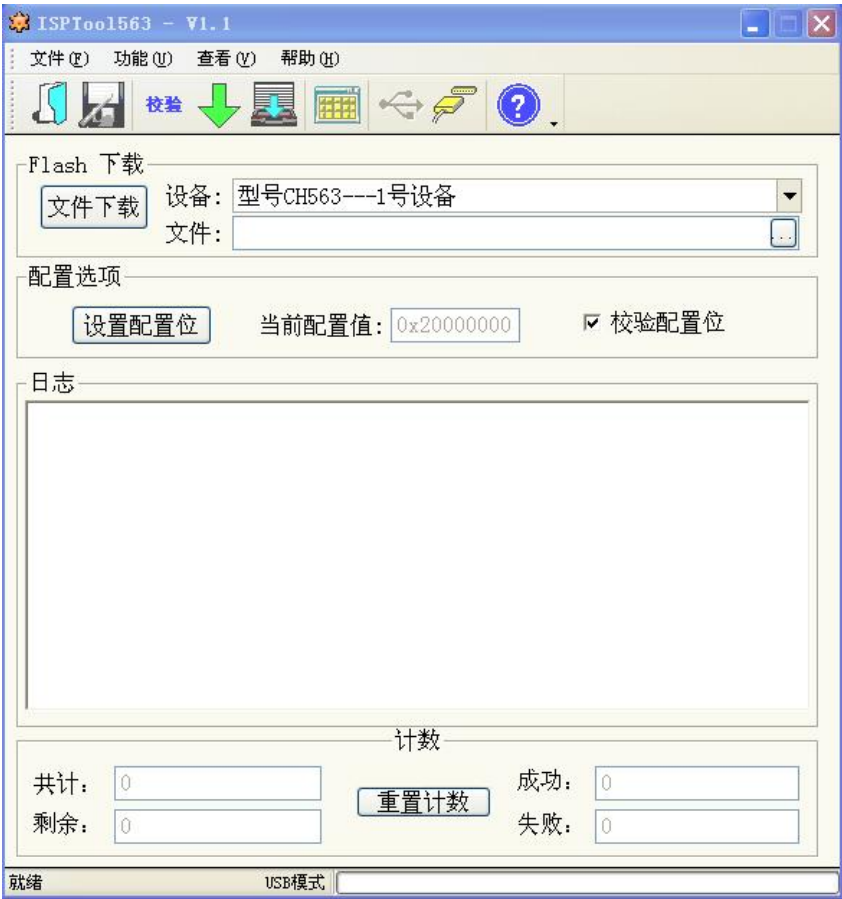 ISPTool563 - V1.1
文件(F) 功能(U) 查看(V) 帮助(H)
校验 ?
Flash 下载
文件下载 设备: 型号CH563---1号设备
文件: ...
配置选项
设置配置位 当前配置值: 0x20000000 校验配置位
日志
计数
共计: 0 重置计数 成功: 0
剩余: 0 失败: 0
就绪 USB模式